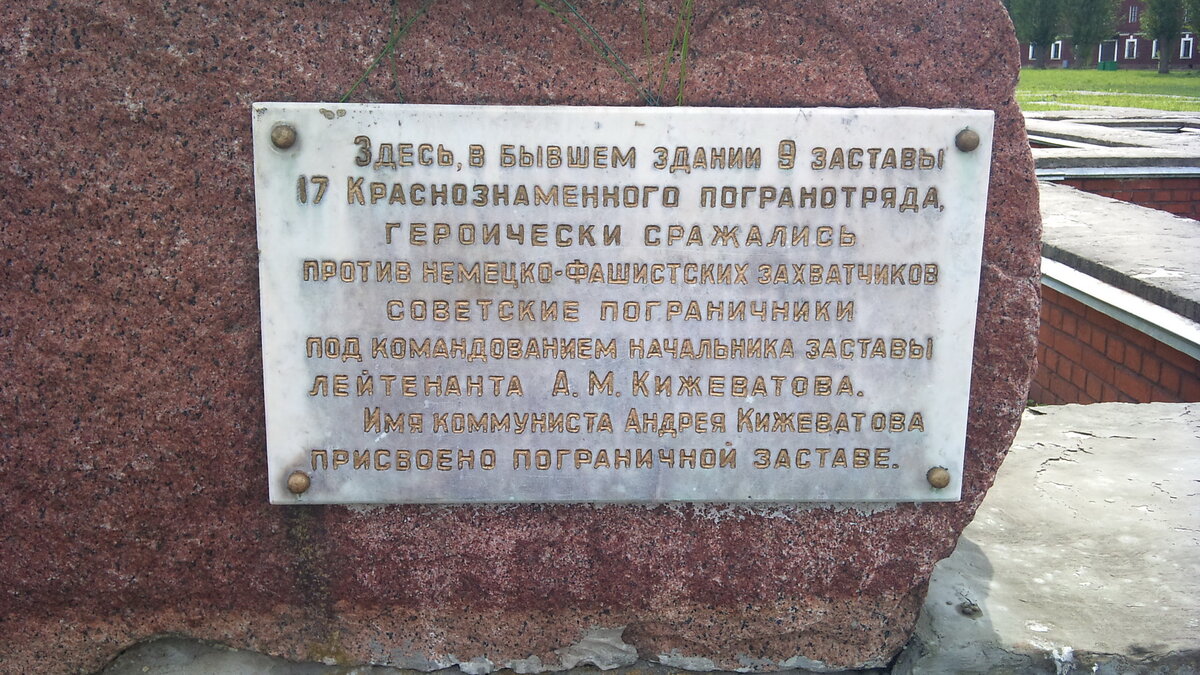 Здесь, в бывшем здании 9 заставы
17 Краснознаменного погранотряда,
героически сражались
против немецко-фашистских захватчиков
советские пограничники
под командованием начальника заставы
лейтенанта А. М. Кижеватова.
Имя коммуниста Андрея Кижеватова
присвоено пограничной заставе.